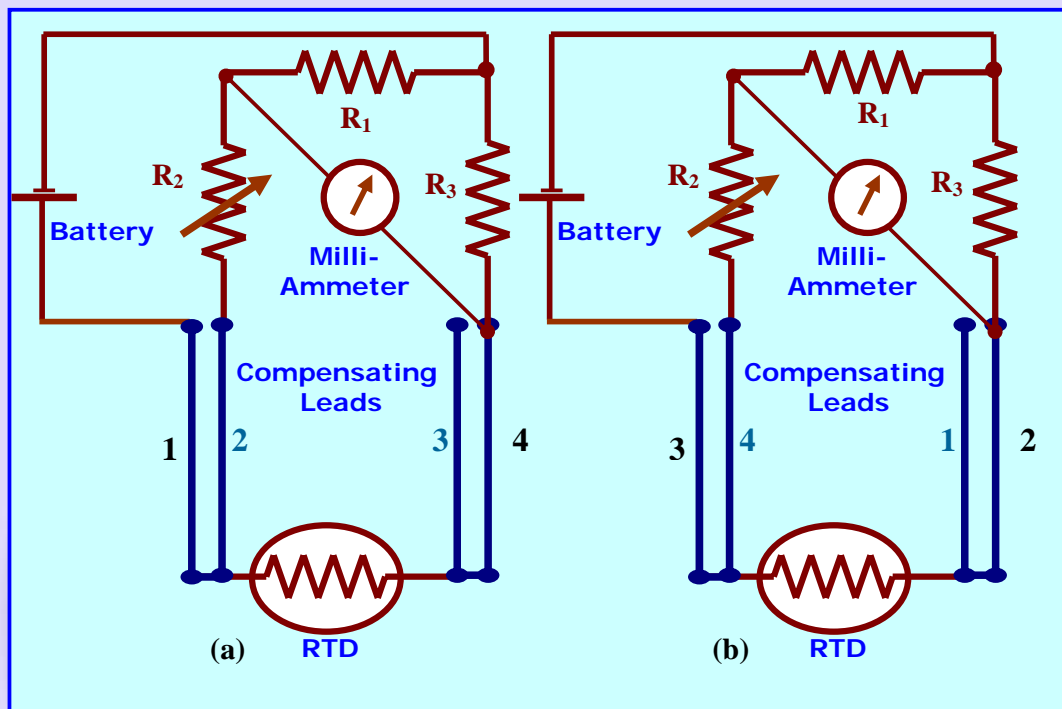 R₁
R₂
R₃
Battery
Milli-
Ammeter
Compensating
Leads
1
2
3
4
(a)
RTD
R₁
R₂
R₃
Battery
Milli-
Ammeter
Compensating
Leads
3
4
1
2
(b)
RTD